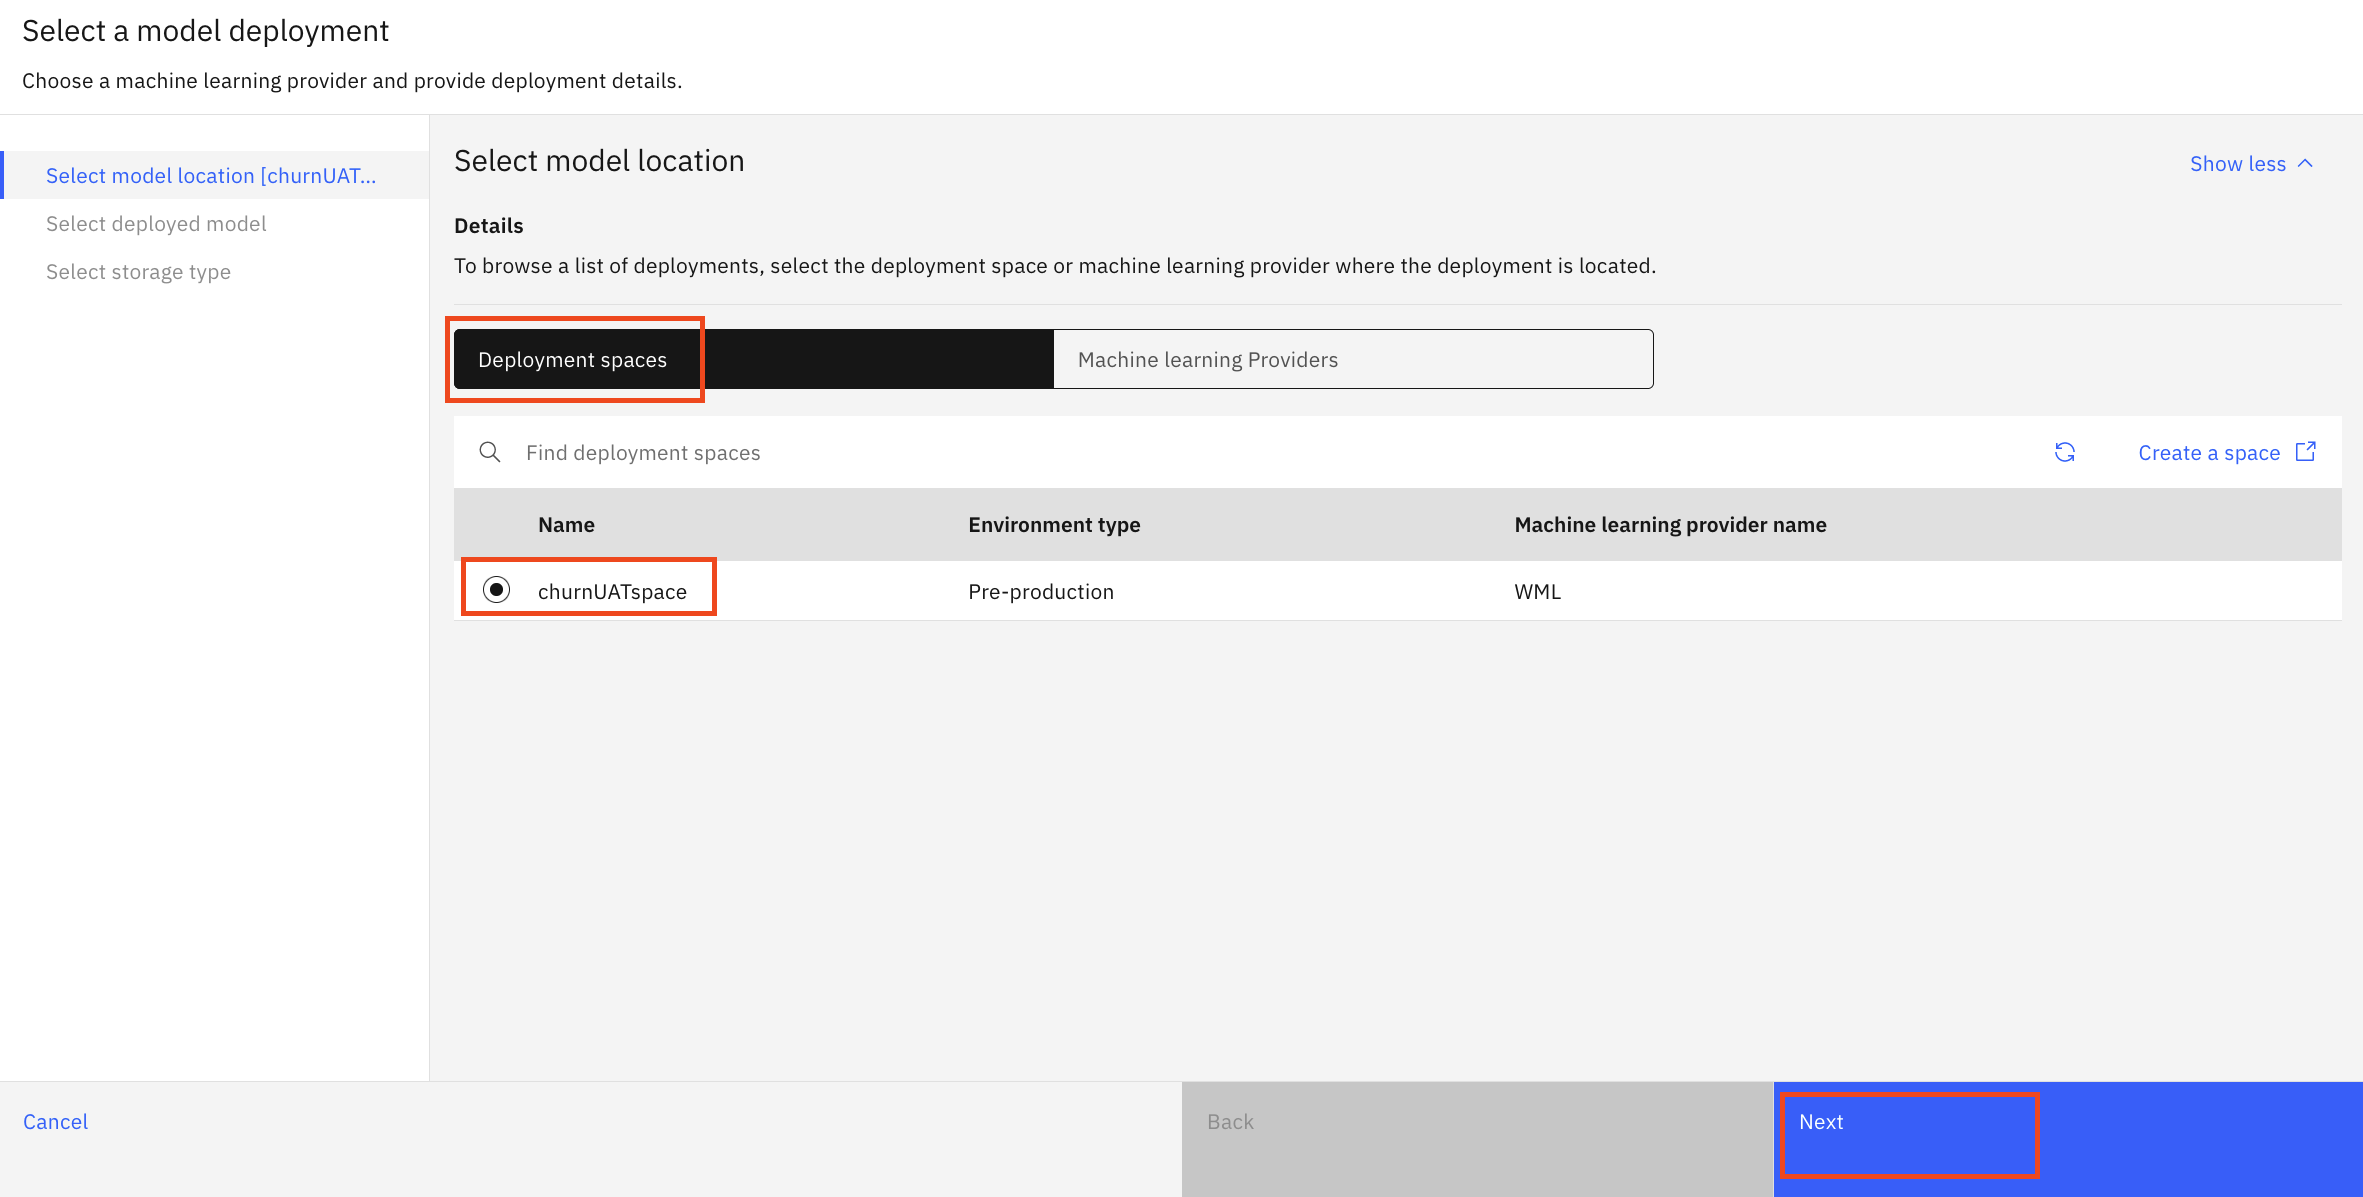 Select a model deployment
Choose a machine learning provider and provide deployment details.
Select model location [churnUAT...
Select deployed model
Select storage type
Select model location
Show less
Details
To browse a list of deployments, select the deployment space or machine learning provider where the deployment is located.
Deployment spaces
Machine learning Providers
Find deployment spaces
Create a space
Name
Environment type
Machine learning provider name
churnUATspace
Pre-production
WML
Cancel
Back
Next